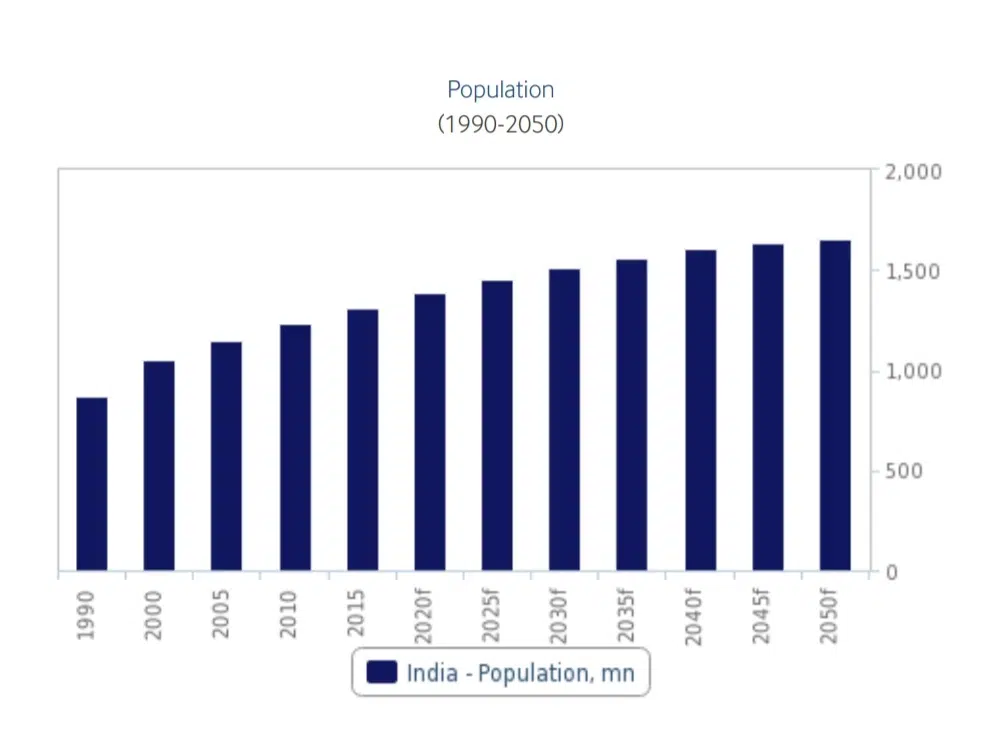 Population
(1990-2050)
2,000
1,500
1,000
500
0
1990
2000
2005
2010
2015
2020f
2025f
2030f
2035f
2040f
2045f
2050f
India - Population, mn